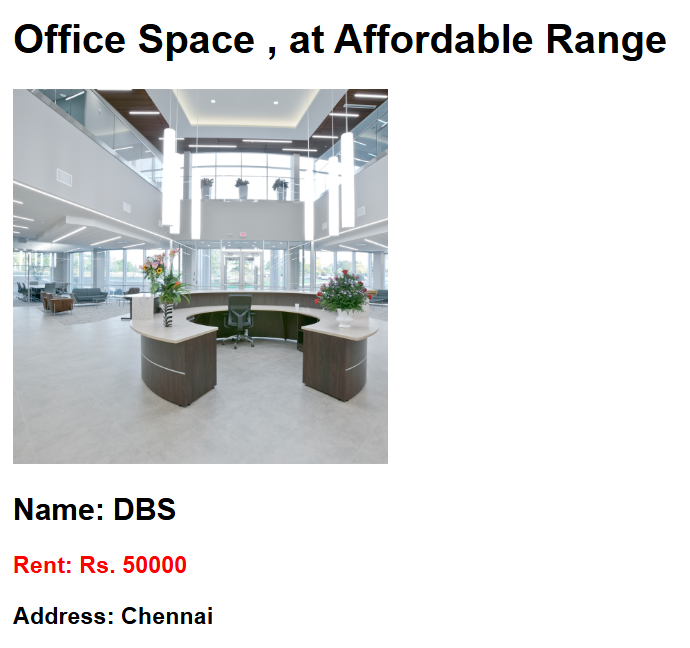 Office Space , at Affordable Range
Name: DBS
Rent: Rs. 50000
Address: Chennai